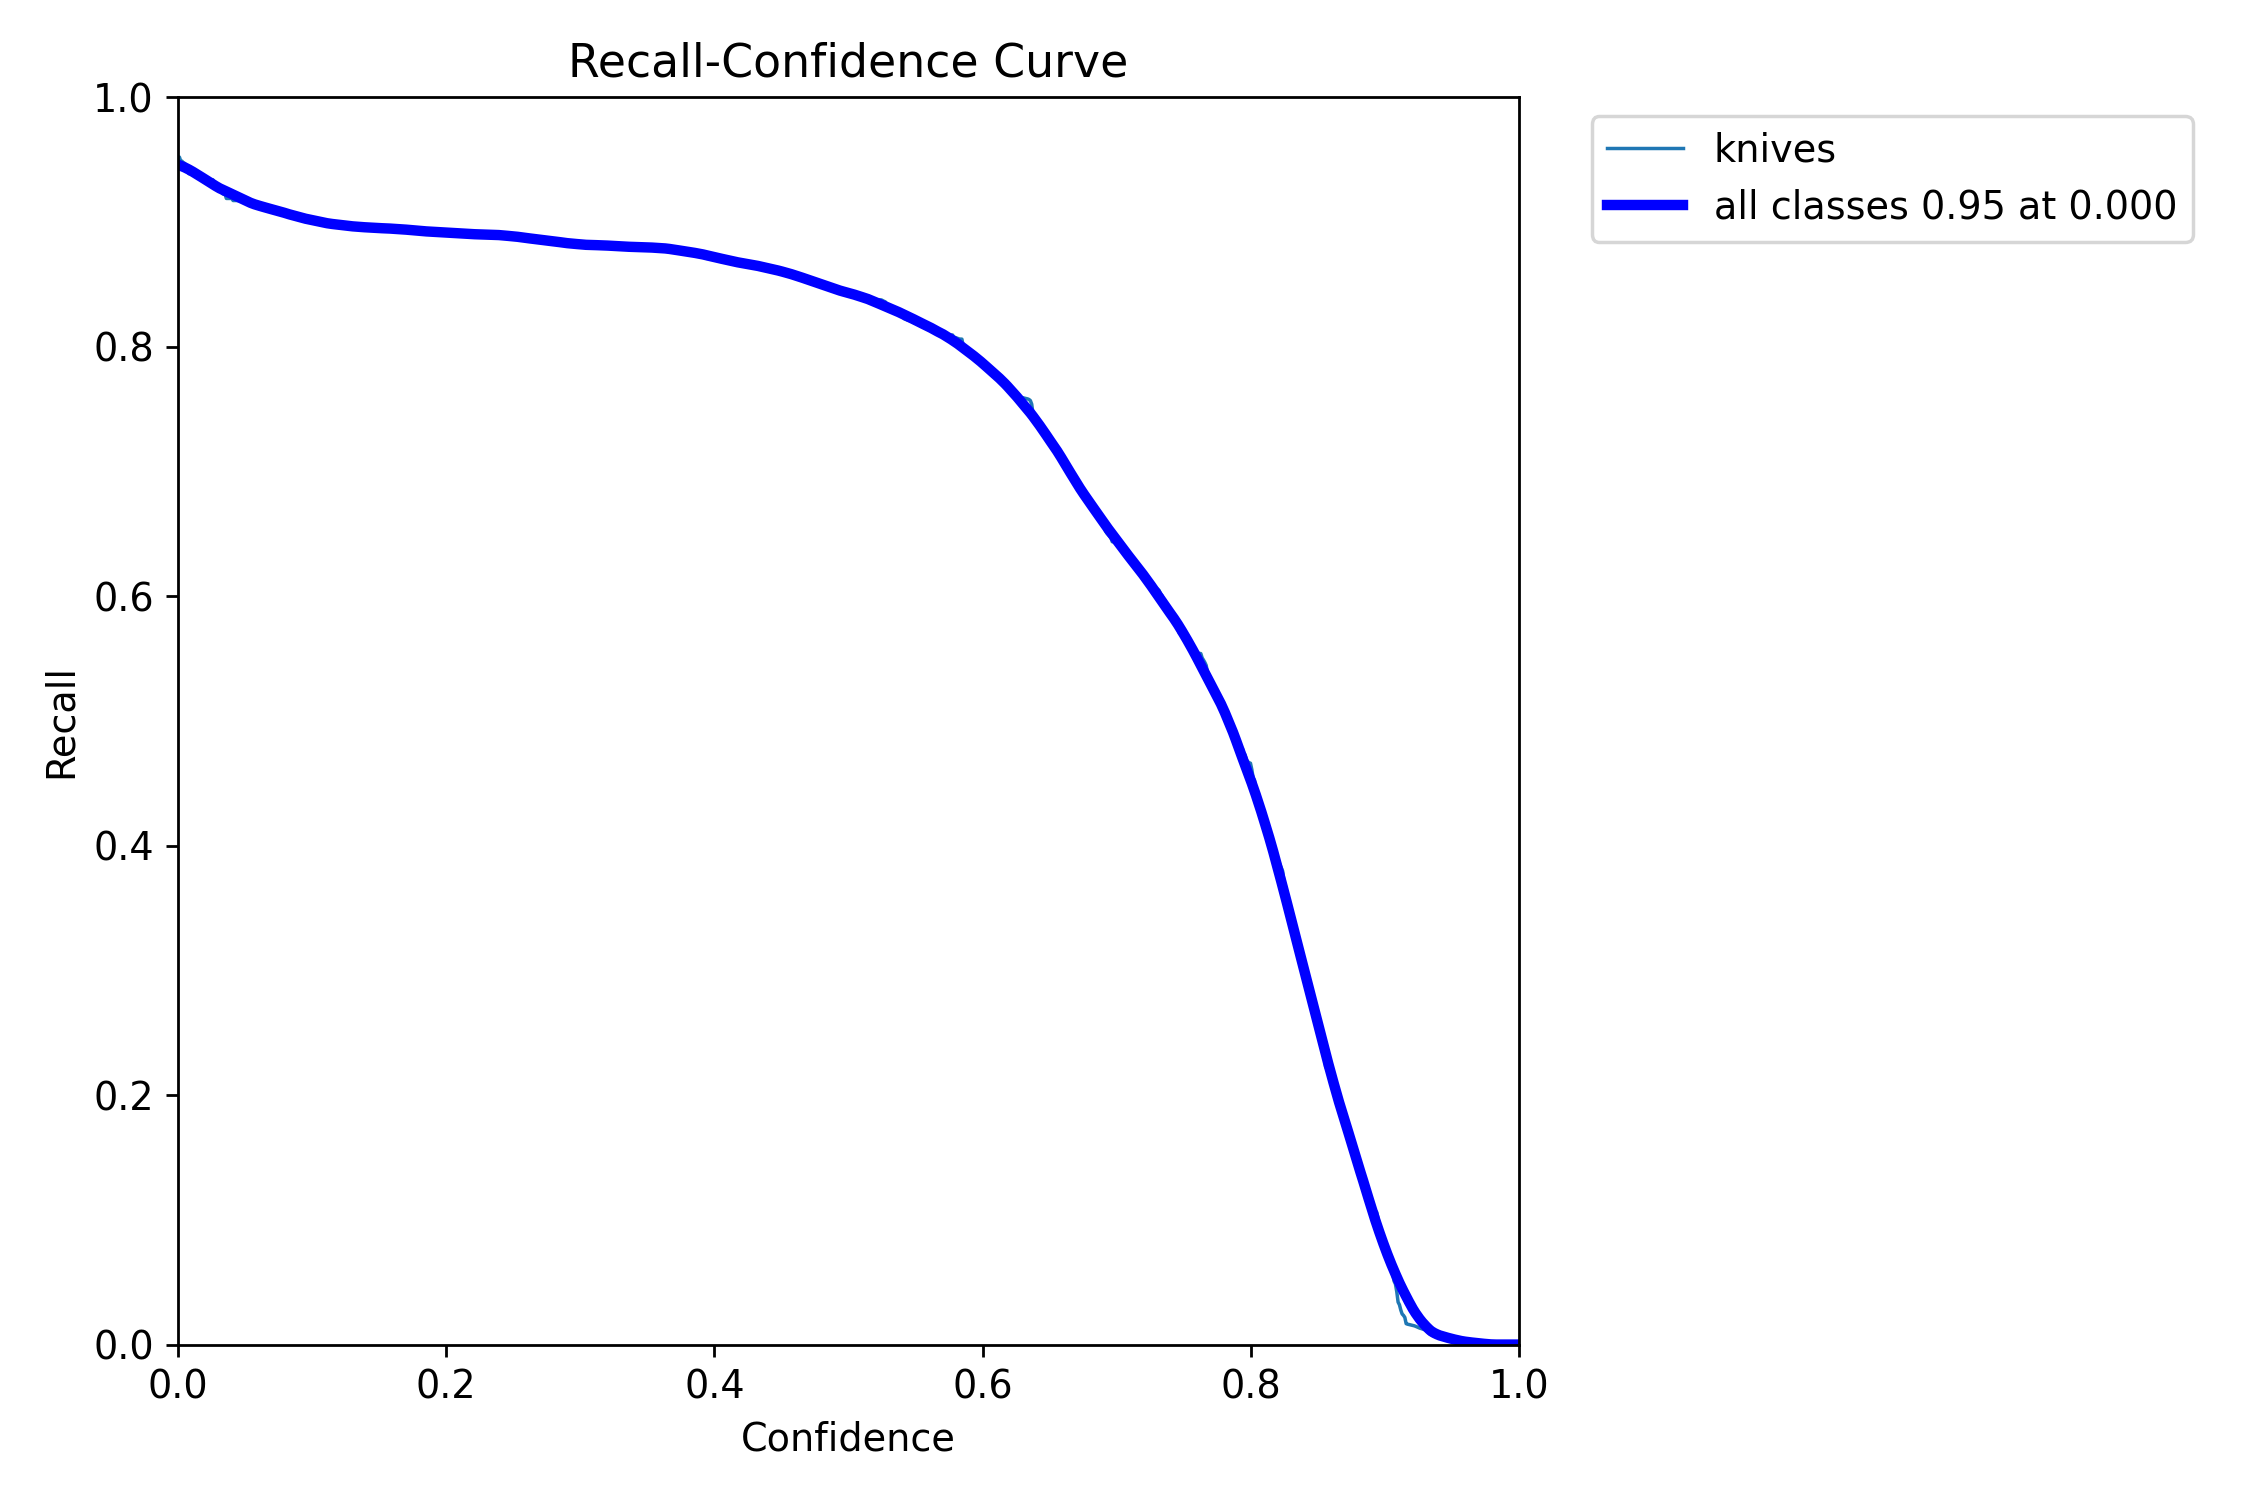 Recall-Confidence Curve
knives
all classes 0.95 at 0.000
1.0
0.8
0.6
0.4
0.2
0.0
Recall
0.0 0.2 0.4 0.6 0.8 1.0
Confidence